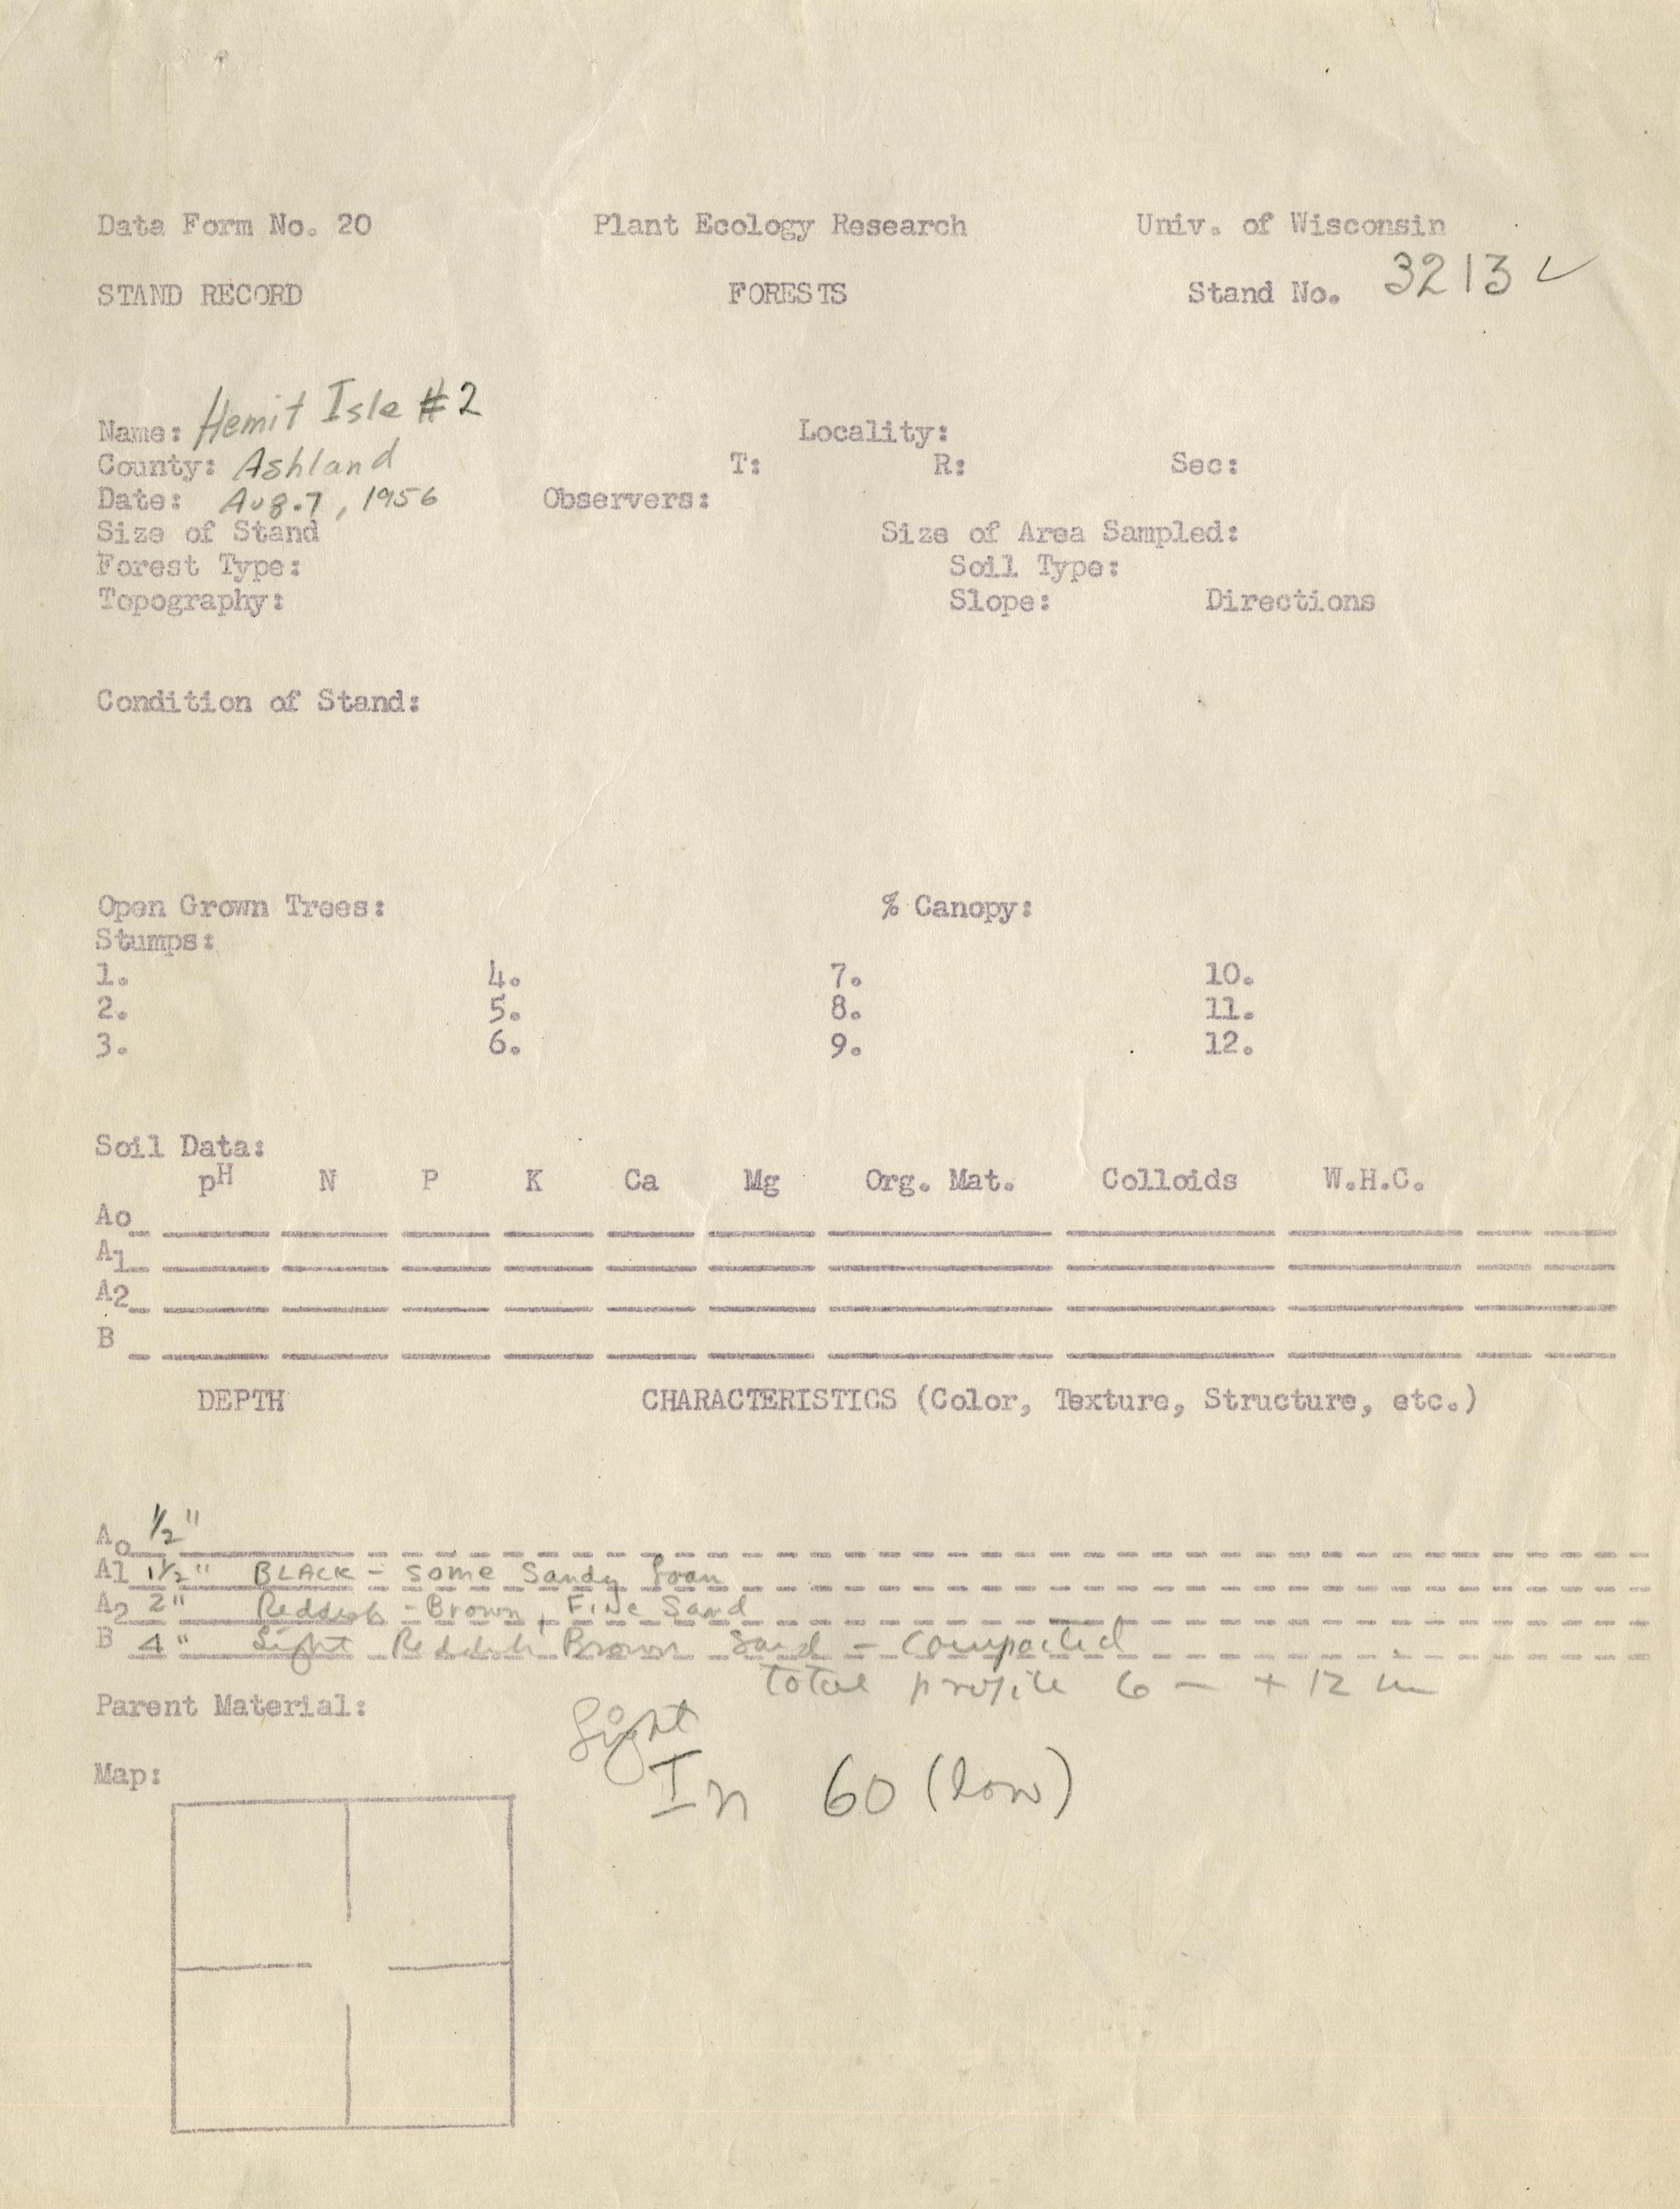 Data Form No. 20 Plant Ecology Research Univ. of Wisconsin
STAND RECORD FORESTS Stand No. 3213 ✓
Name: Hemit Isle #2 Locality:
County: Ashland T: R: Sec:
Date: Aug. 7, 1956 Observers:
Size of Stand Size of Area Sampled:
Forest Type: Soil Type:
Topography: Slope: Directions
Condition of Stand:
Open Grown Trees: % Canopy:
Stumps:
1. 4. 7. 10.
2. 5. 8. 11.
3. 6. 9. 12.
Soil Data:
pH N P K Ca Mg Org. Mat. Colloids W.H.C.
Ao
A1
A2
B
DEPTH CHARACTERISTICS (Color, Texture, Structure, etc.)
Ao 1/2"
A1 1 1/2" BLACK - some Sandy loam
A2 2" Reddish - Brown, Fine Sand
B 4" Light Reddish Brown Sand - Compacted
total profile 6 - + 12 in
Parent Material:
Light
In 60 (low)
Map: